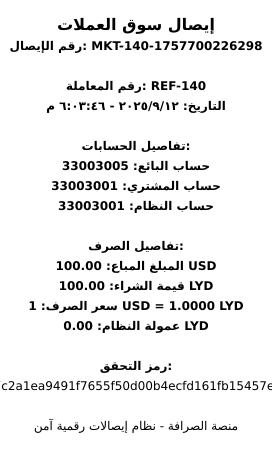 إيصال سوق العملات
رقم الإيصال: MKT-140-1757700226298
رقم المعاملة: REF-140
التاريخ: ٢٠٢٥/٩/١٢ - ٦:٠٣:٤٦ م
تفاصيل الحسابات:
حساب البائع: 33003005
حساب المشتري: 33003001
حساب النظام: 33003001
تفاصيل الصرف:
المبلغ المباع: 100.00 USD
قيمة الشراء: 100.00 LYD
سعر الصرف: 1 USD = 1.0000 LYD
عمولة النظام: 0.00 LYD
رمز التحقق:
c2a1ea9491f7655f50d00b4ecfd161fb15457e
منصة الصرافة - نظام إيصالات رقمية آمن